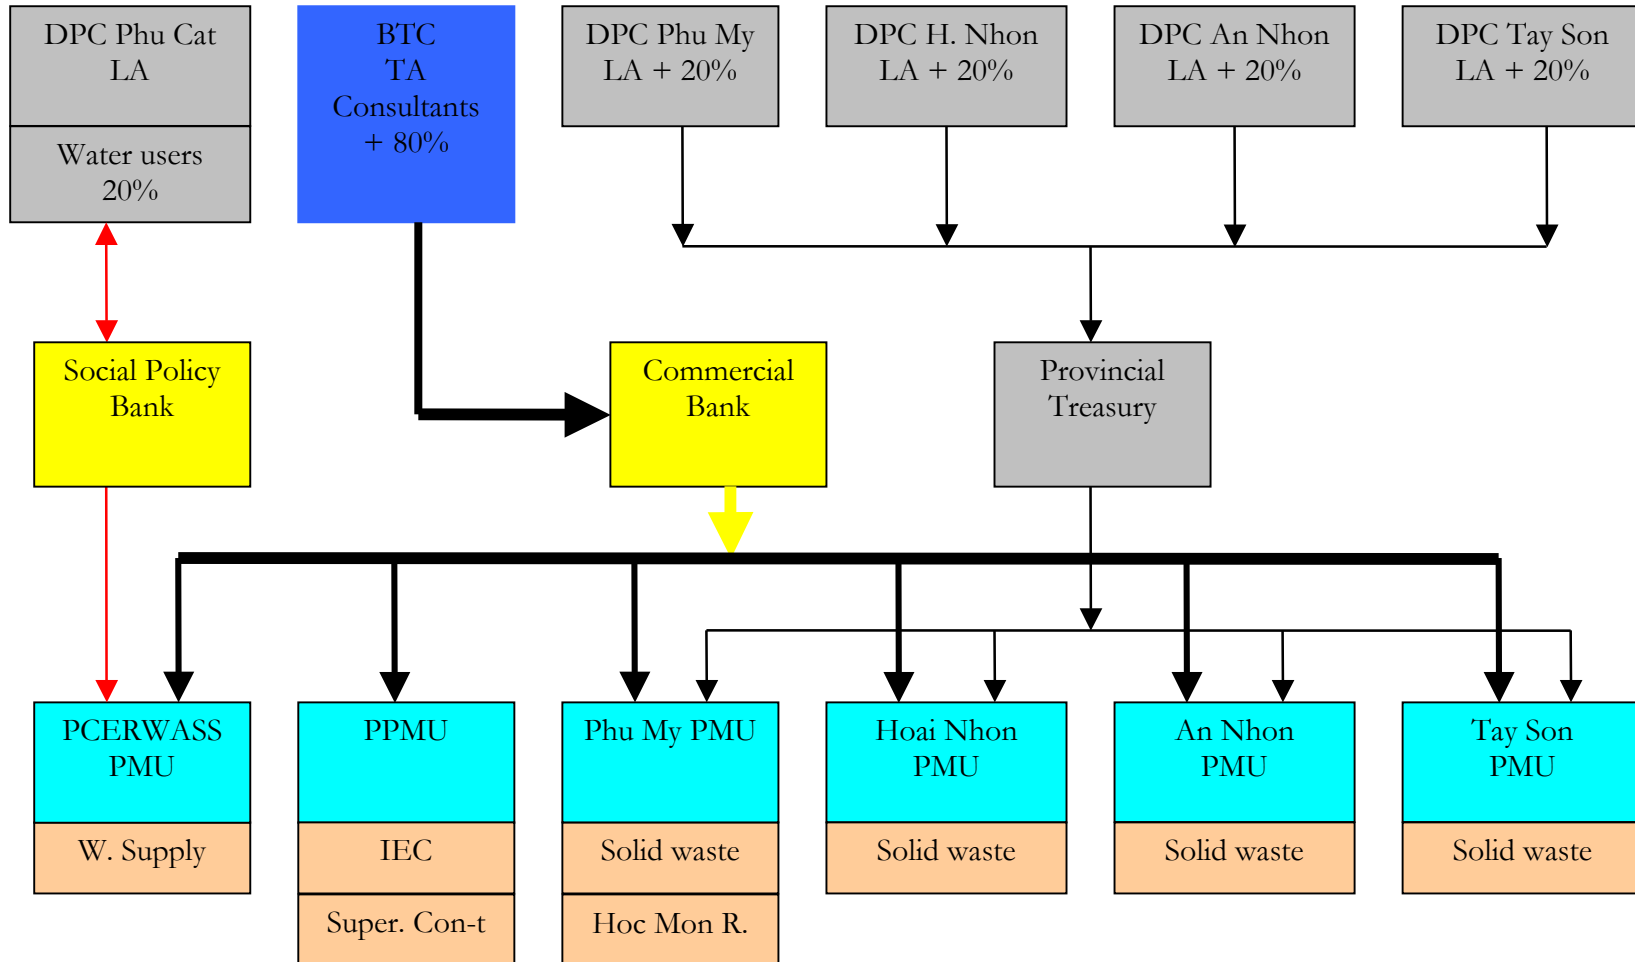 DPC Phu Cat
LA
Water users
20%
BTC
TA
Consultants
+ 80%
DPC Phu My
LA + 20%
DPC H. Nhon
LA + 20%
DPC An Nhon
LA + 20%
DPC Tay Son
LA + 20%
Social Policy
Bank
Commercial
Bank
Provincial
Treasury
PCERWASS
PMU
W. Supply
PPMU
IEC
Super. Con-t
Phu My PMU
Solid waste
Hoc Mon R.
Hoai Nhon
PMU
Solid waste
An Nhon
PMU
Solid waste
Tay Son
PMU
Solid waste